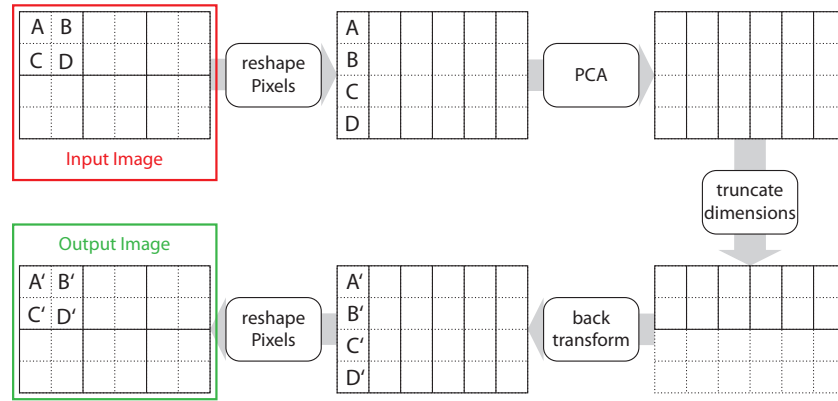 A B
C D
Input Image
reshape
Pixels
A
B
C
D
PCA
truncate
dimensions
Output Image
A‘ B‘
C‘ D‘
reshape
Pixels
A‘
B‘
C‘
D‘
back
transform